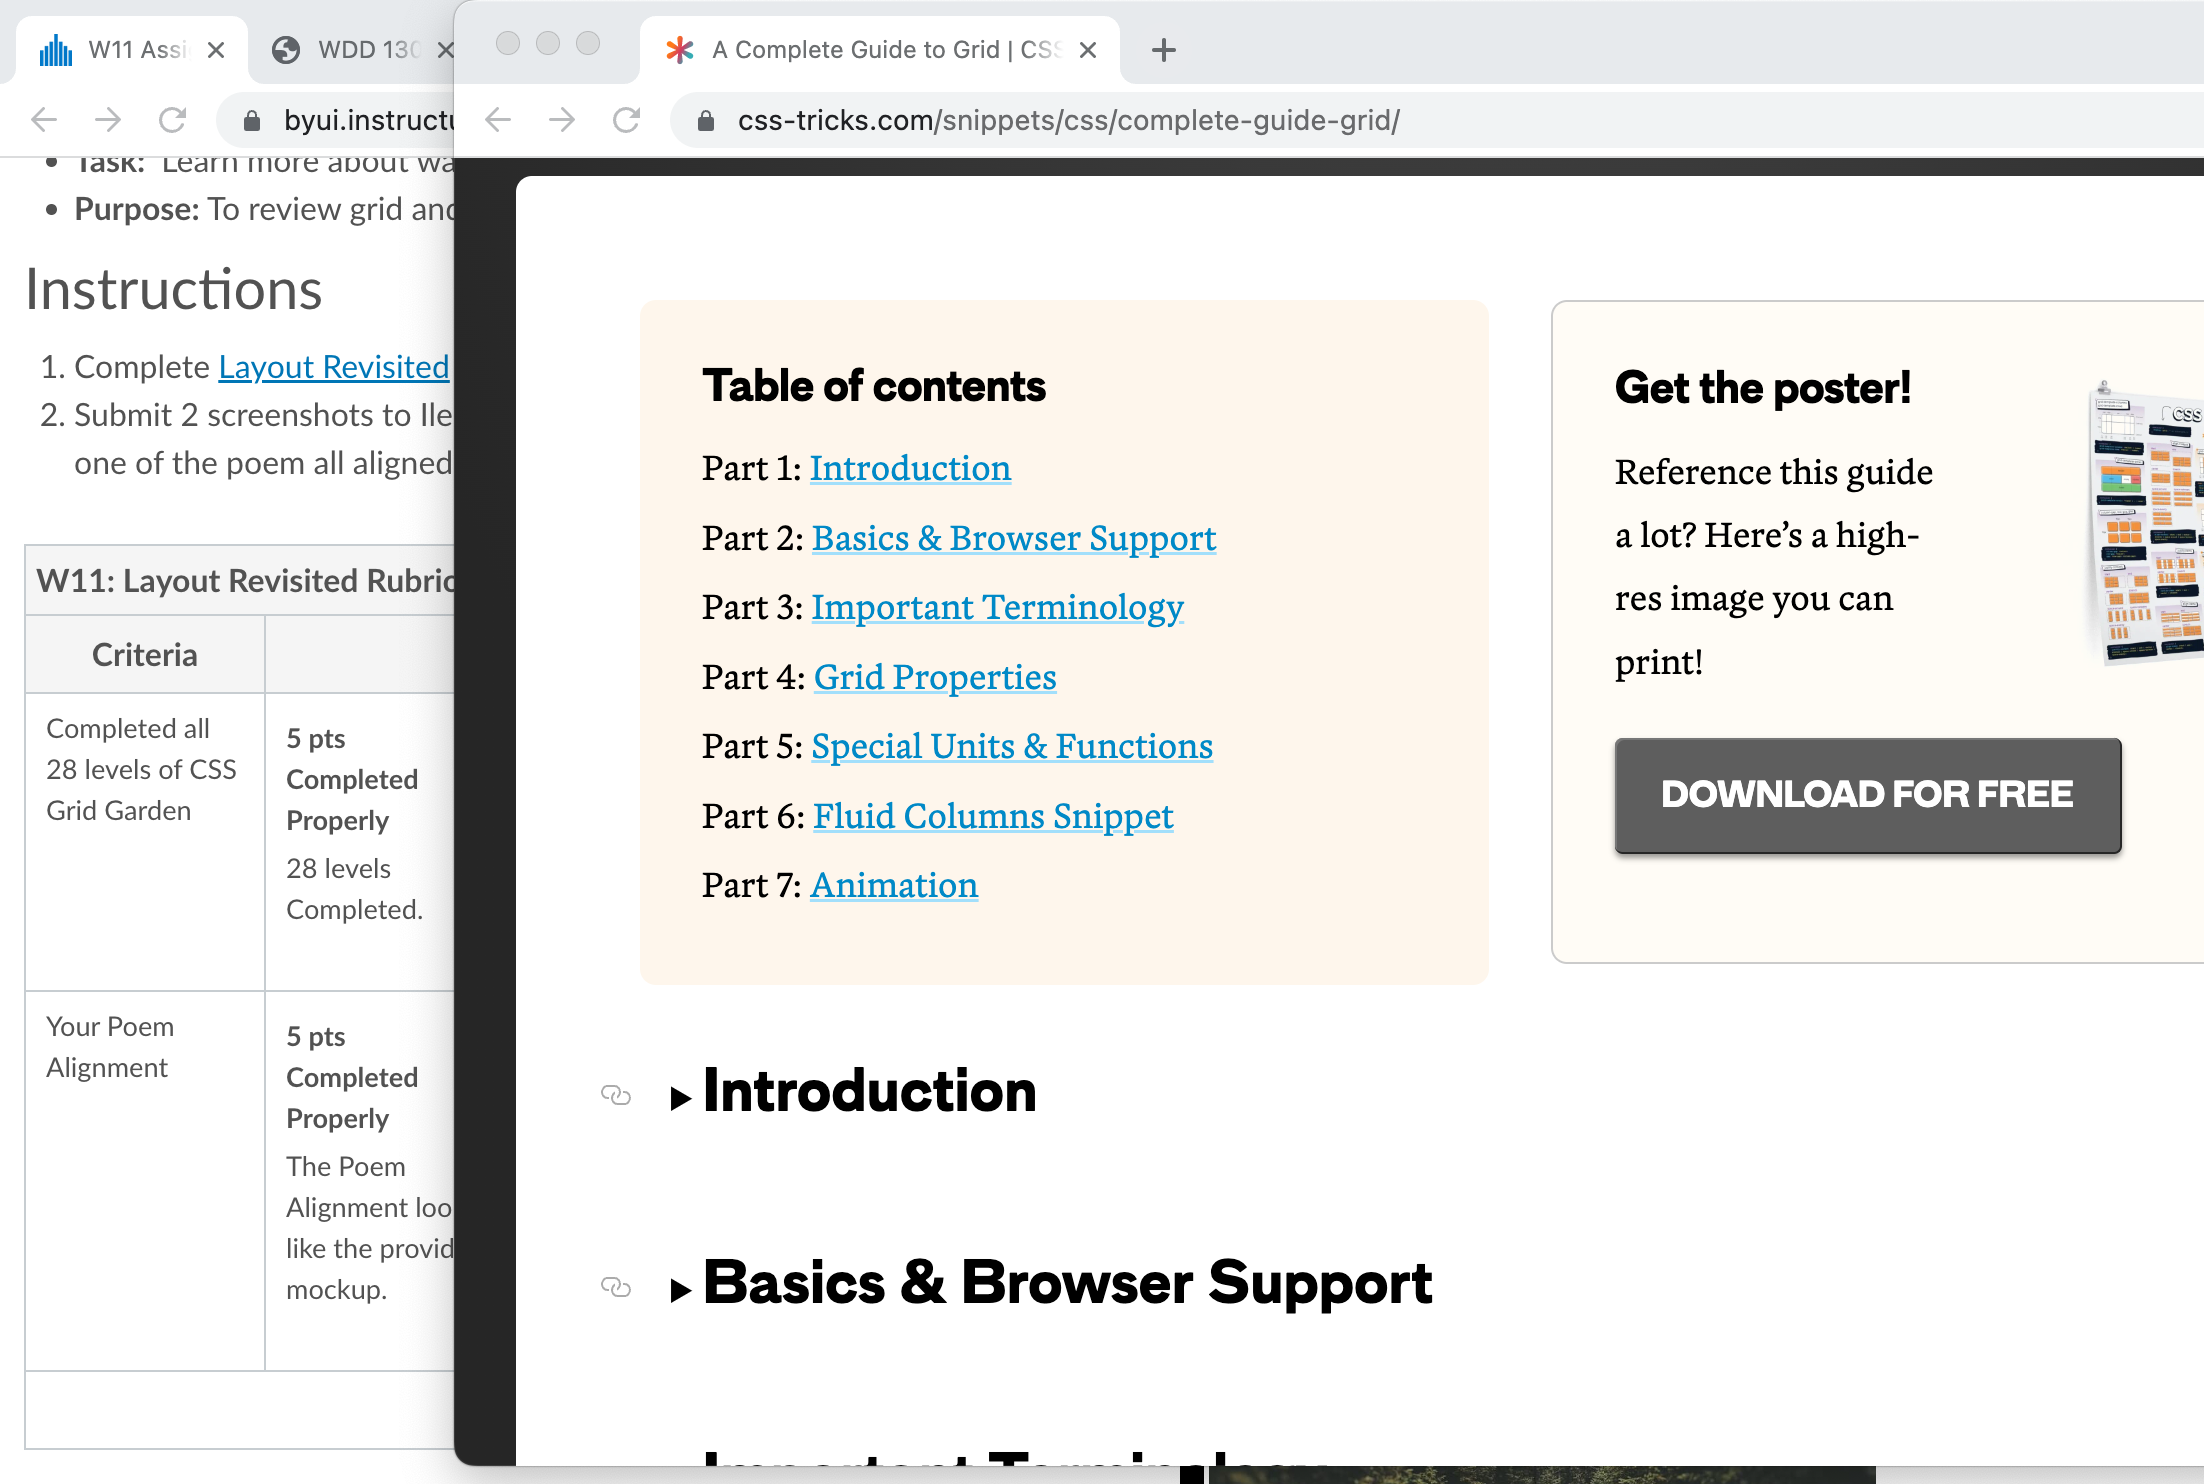 W11 Assi
WDD 130
byui.instructu
Task: Learn more about wa
Purpose: To review grid and
Instructions
1. Complete Layout Revisited
2. Submit 2 screenshots to Ile
one of the poem all aligned
W11: Layout Revisited Rubric
Criteria
Completed all
28 levels of CSS
Grid Garden
5 pts
Completed
Properly
28 levels
Completed.
Your Poem
Alignment
5 pts
Completed
Properly
The Poem
Alignment loo
like the provid
mockup.
A Complete Guide to Grid | CSS
css-tricks.com/snippets/css/complete-guide-grid/
Table of contents
Part 1: Introduction
Part 2: Basics & Browser Support
Part 3: Important Terminology
Part 4: Grid Properties
Part 5: Special Units & Functions
Part 6: Fluid Columns Snippet
Part 7: Animation
Get the poster!
Reference this guide
a lot? Here’s a high-
res image you can
print!
CSS
DOWNLOAD FOR FREE
Introduction
Basics & Browser Support
Important Terminology